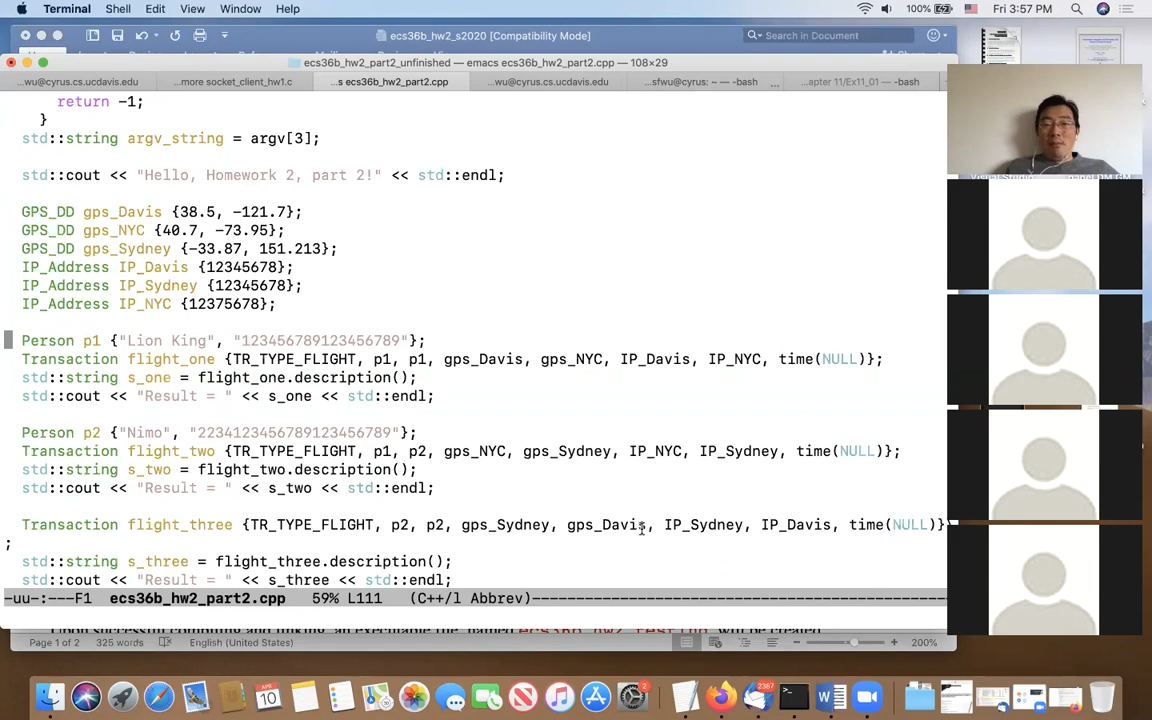 Terminal Shell Edit View Window Help 100% Fri 3:57 PM
ecs36b_hw2_s2020 [Compatibility Mode] Search in Document
ecs36b_hw2_part2_unfinished — emacs ecs36b_hw2_part2.cpp — 108×29
...wu@cyrus.cs.ucdavis.edu ...more socket_client_hw1.c ...s ecs36b_hw2_part2.cpp ...wu@cyrus.cs.ucdavis.edu ...sfwu@cyrus: ~ — -bash ... ...apter 11/Ex11_01 — -bash
return -1;
}
std::string argv_string = argv[3];
std::cout << "Hello, Homework 2, part 2!" << std::endl;
GPS_DD gps_Davis {38.5, -121.7};
GPS_DD gps_NYC {40.7, -73.95};
GPS_DD gps_Sydney {-33.87, 151.213};
IP_Address IP_Davis {12345678};
IP_Address IP_Sydney {12345678};
IP_Address IP_NYC {12375678};
Person p1 {"Lion King", "123456789123456789"};
Transaction flight_one {TR_TYPE_FLIGHT, p1, p1, gps_Davis, gps_NYC, IP_Davis, IP_NYC, time(NULL)};
std::string s_one = flight_one.description();
std::cout << "Result = " << s_one << std::endl;
Person p2 {"Nimo", "2234123456789123456789"};
Transaction flight_two {TR_TYPE_FLIGHT, p1, p2, gps_NYC, gps_Sydney, IP_NYC, IP_Sydney, time(NULL)};
std::string s_two = flight_two.description();
std::cout << "Result = " << s_two << std::endl;
Transaction flight_three {TR_TYPE_FLIGHT, p2, p2, gps_Sydney, gps_Davis, IP_Sydney, IP_Davis, time(NULL)}
;
std::string s_three = flight_three.description();
std::cout << "Result = " << s_three << std::endl;
-uu-:---F1 ecs36b_hw2_part2.cpp 59% L111 (C++/l Abbrev)
Page 1 of 2 325 words English (United States) 200%
APR
10
2387
2